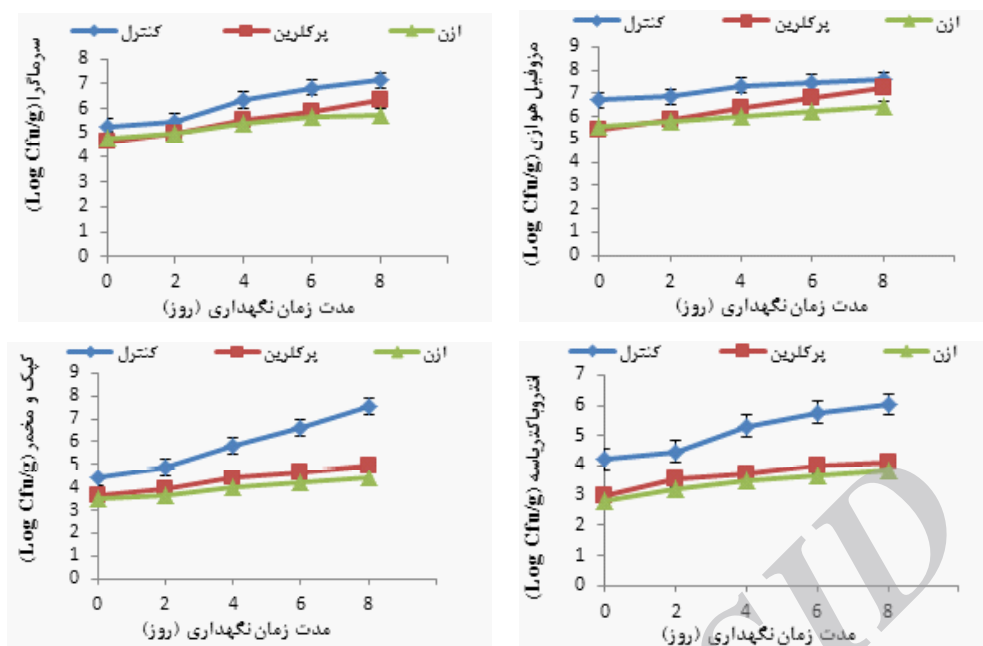 کنترل پرکلرین ازن
سرماگرا (Log Cfu/g)
8
7
6
5
4
3
2
1
0
0 2 4 6 8
مدت زمان نگهداری (روز)
کنترل پرکلرین ازن
مزوفیل هوازی (Log Cfu/g)
9
8
7
6
5
4
3
2
1
0
0 2 4 6 8
مدت زمان نگهداری (روز)
کنترل پرکلرین ازن
کپک و مخمر (Log Cfu/g)
9
8
7
6
5
4
3
2
1
0
0 2 4 6 8
مدت زمان نگهداری (روز)
کنترل پرکلرین ازن
انتروباکتریاسه (Log Cfu/g)
7
6
5
4
3
2
1
0
0 2 4 6 8
مدت زمان نگهداری (روز)
SID